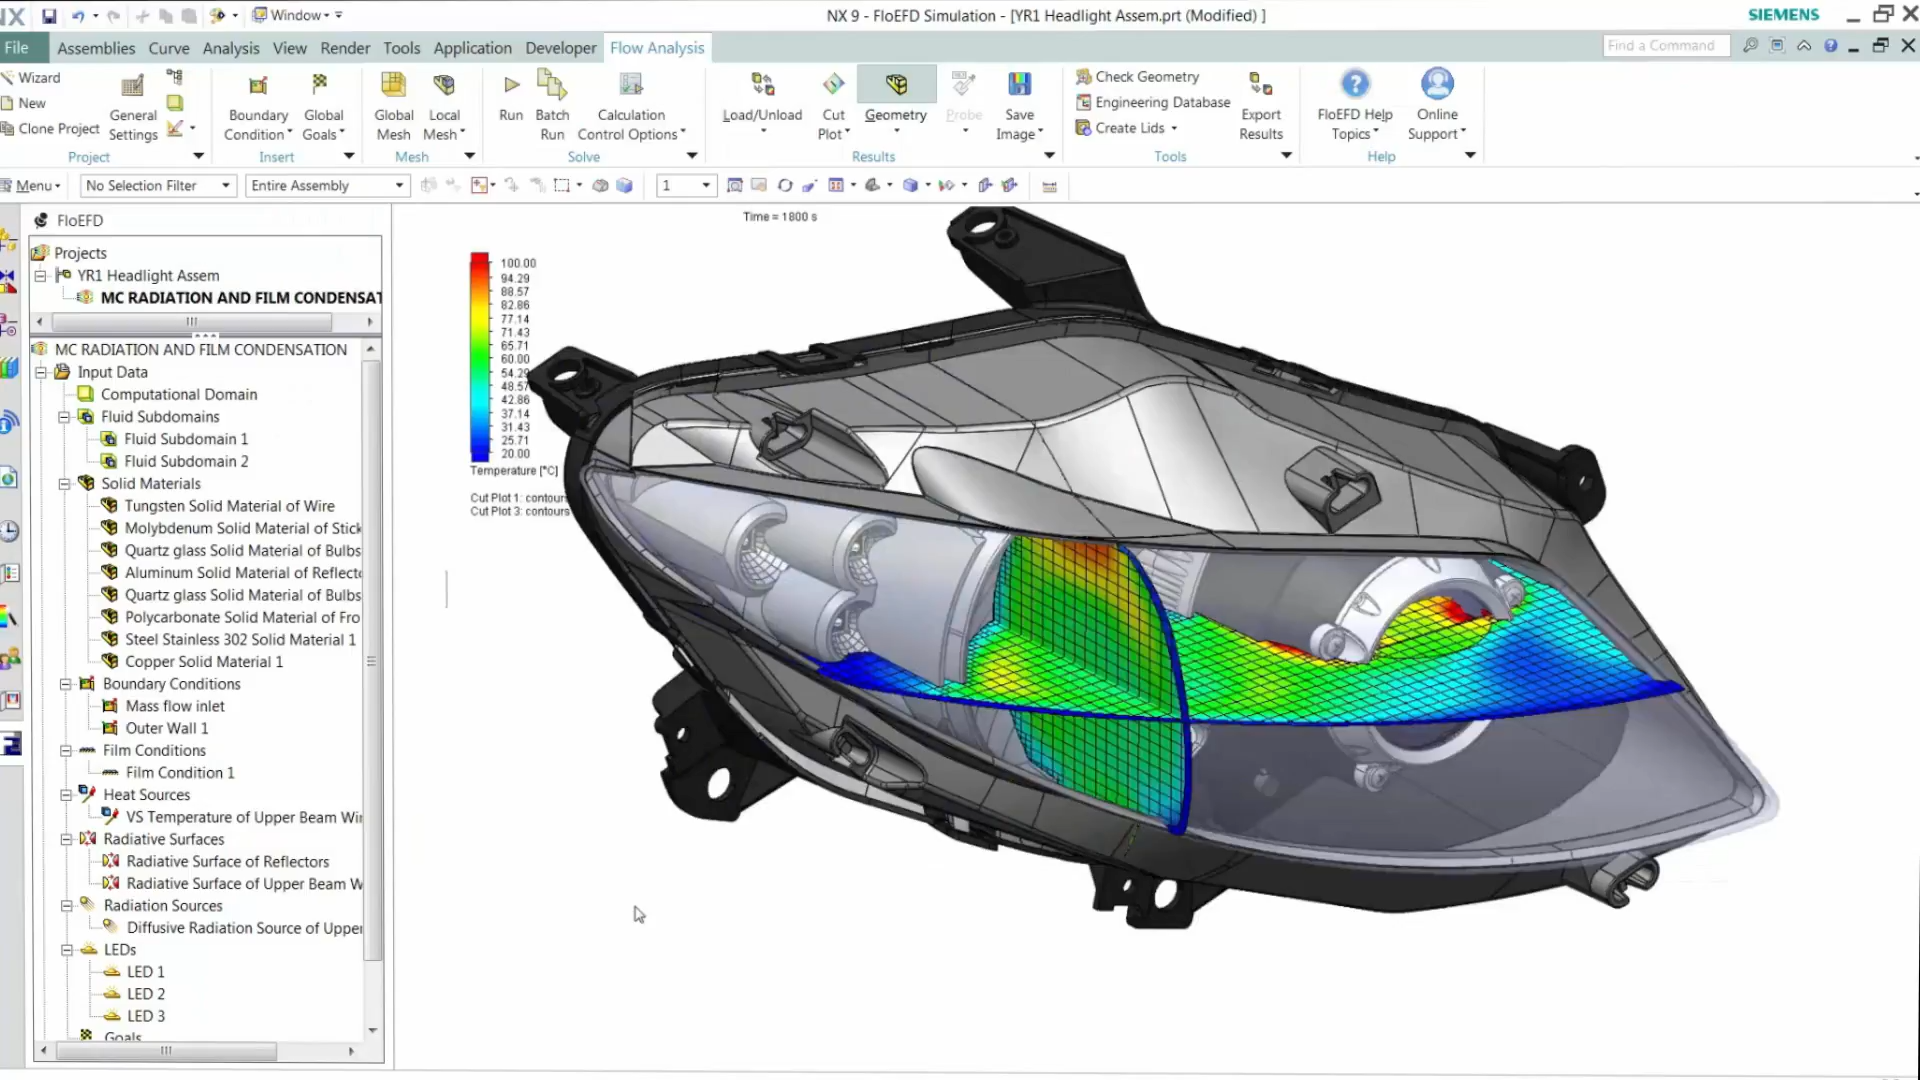 NX
Window
NX 9 - FloEFD Simulation - [YR1 Headlight Assem.prt (Modified) ]
SIEMENS
File
Assemblies
Curve
Analysis
View
Render
Tools
Application
Developer
Flow Analysis
Find a Command
Wizard
New
Clone Project
General
Settings
Project
Boundary
Condition
Global
Goals
Insert
Global
Mesh
Local
Mesh
Mesh
Run
Batch
Run
Calculation
Control Options
Solve
Load/Unload
Cut
Plot
Geometry
Probe
Save
Image
Results
Check Geometry
Engineering Database
Create Lids
Export
Results
Tools
FloEFD Help
Topics
Online
Support
Help
Menu
No Selection Filter
Entire Assembly
1
FloEFD
Projects
YR1 Headlight Assem
MC RADIATION AND FILM CONDENSAT
MC RADIATION AND FILM CONDENSATION
Input Data
Computational Domain
Fluid Subdomains
Fluid Subdomain 1
Fluid Subdomain 2
Solid Materials
Tungsten Solid Material of Wire
Molybdenum Solid Material of Stick
Quartz glass Solid Material of Bulbs
Aluminum Solid Material of Reflect
Quartz glass Solid Material of Bulbs
Polycarbonate Solid Material of Fro
Steel Stainless 302 Solid Material 1
Copper Solid Material 1
Boundary Conditions
Mass flow inlet
Outer Wall 1
Film Conditions
Film Condition 1
Heat Sources
VS Temperature of Upper Beam Wi
Radiative Surfaces
Radiative Surface of Reflectors
Radiative Surface of Upper Beam W
Radiation Sources
Diffusive Radiation Source of Upper
LEDs
LED 1
LED 2
LED 3
Goals
Time = 1800 s
100.00
94.29
88.57
82.86
77.14
71.43
65.71
60.00
54.29
48.57
42.86
37.14
31.43
25.71
20.00
Temperature [°C]
Cut Plot 1: contours
Cut Plot 3: contours